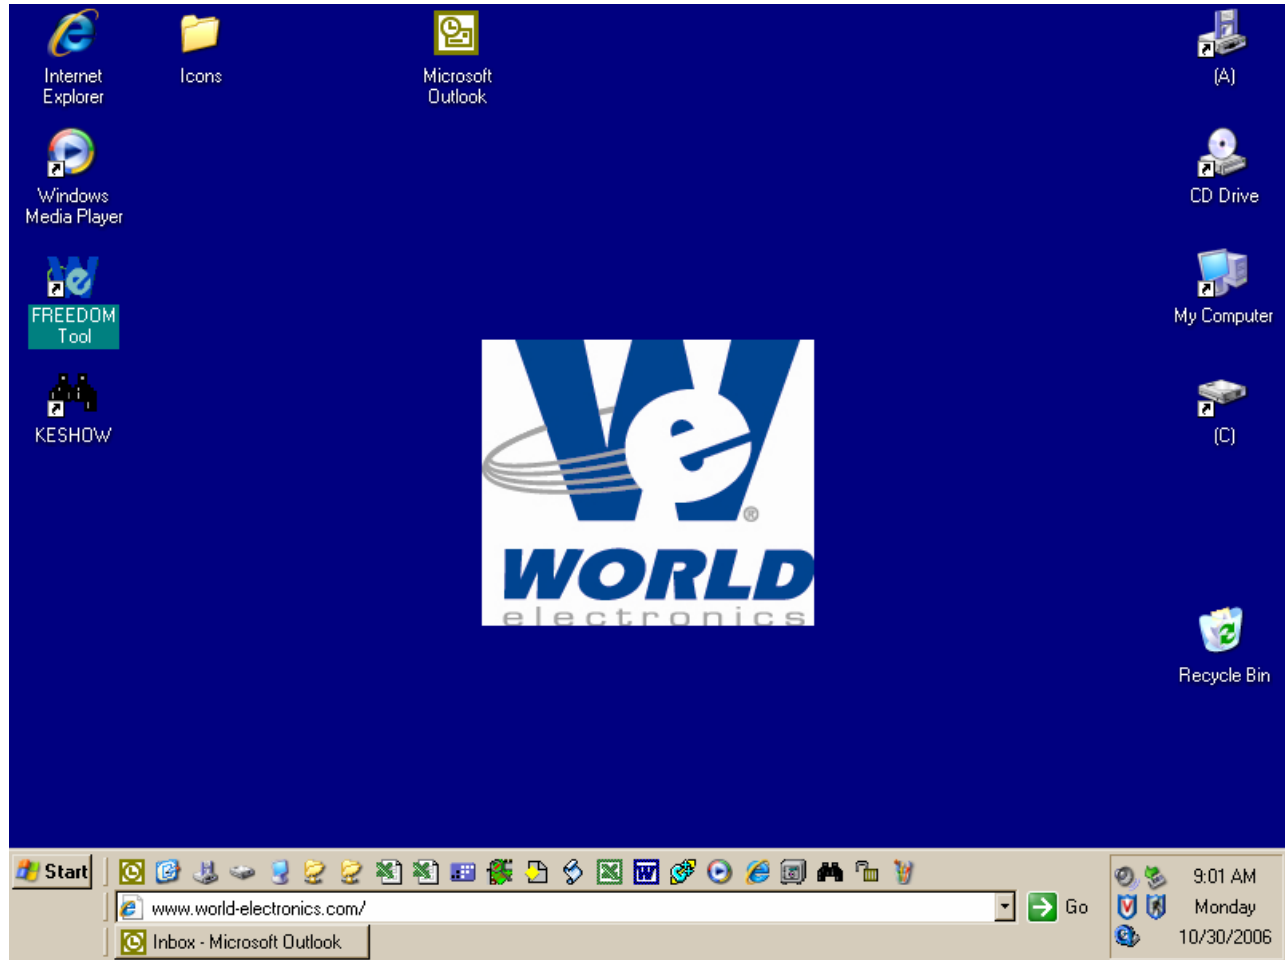 Internet
Explorer
Icons
Microsoft
Outlook
(A)
Windows
Media Player
CD Drive
FREEDOM
Tool
My Computer
KESHOW
(C)
We
®
WORLD
electronics
Recycle Bin
Start
9:01 AM
www.world-electronics.com/
Go
Monday
Inbox - Microsoft Outlook
10/30/2006